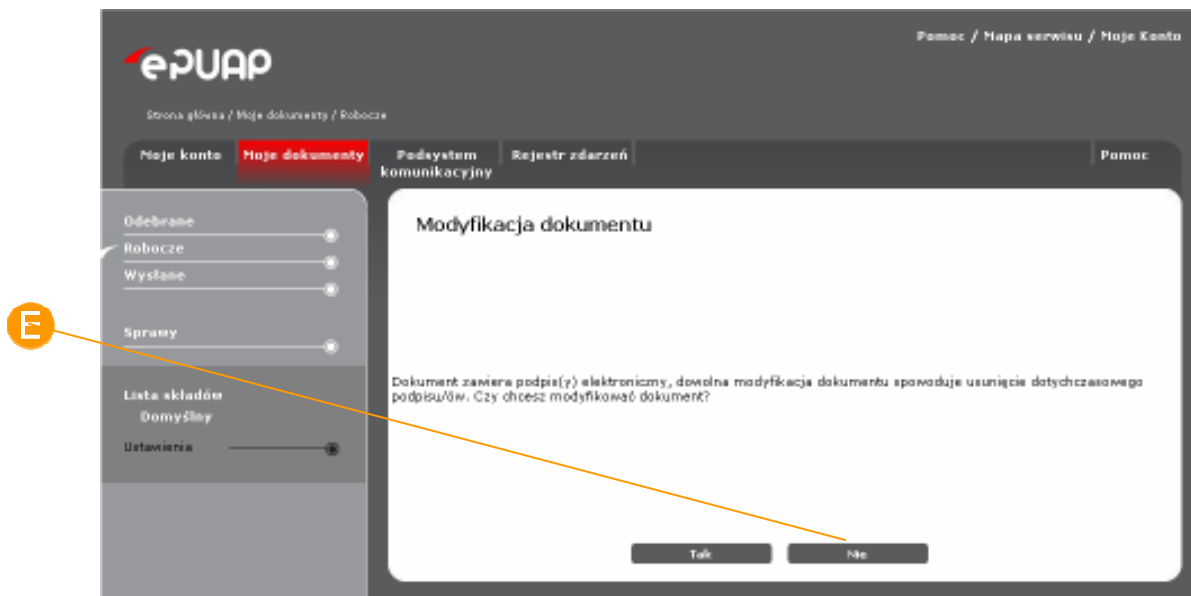 Pomoc / Mapa serwisu / Moje Konto
ePUAP
Strona główna / Moje dokumenty / Robocze
Moje konto
Moje dokumenty
Podsystem
komunikacyjny
Rejestr zdarzeń
Pomoc
Odebrane
Robocze
Wysłane
Sprawy
Lista składów
Domyślny
Ustawienia
Modyfikacja dokumentu
Dokument zawiera podpis(y) elektroniczny, dowolna modyfikacja dokumentu spowoduje usunięcie dotychczasowego
podpisu/ów. Czy chcesz modyfikować dokument?
Tak
Nie
E